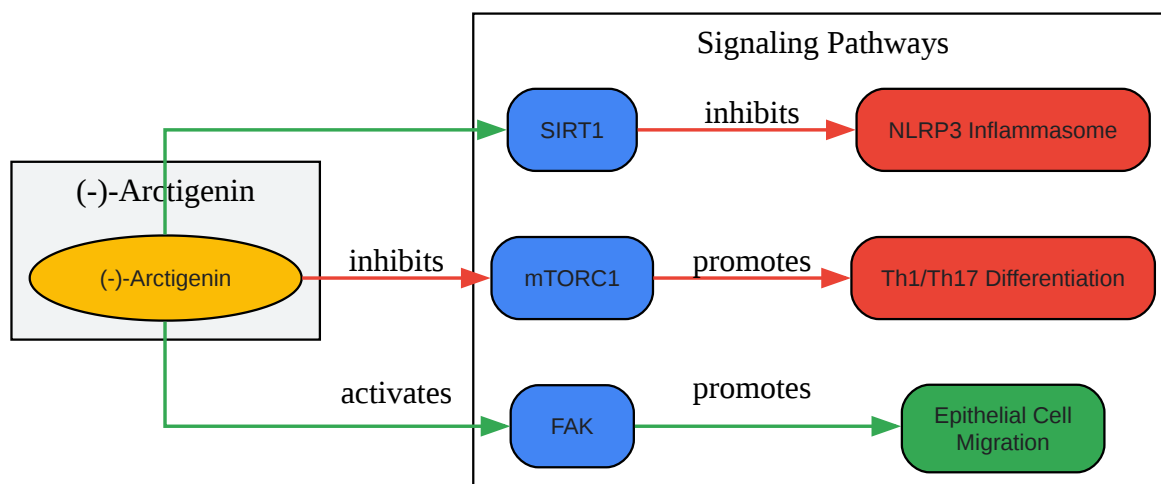 Signaling Pathways
SIRT1
inhibits
NLRP3 Inflammasome
(-)-Arctigenin
(-)-Arctigenin
inhibits
mTORC1
promotes
Th1/Th17 Differentiation
activates
FAK
promotes
Epithelial Cell
Migration